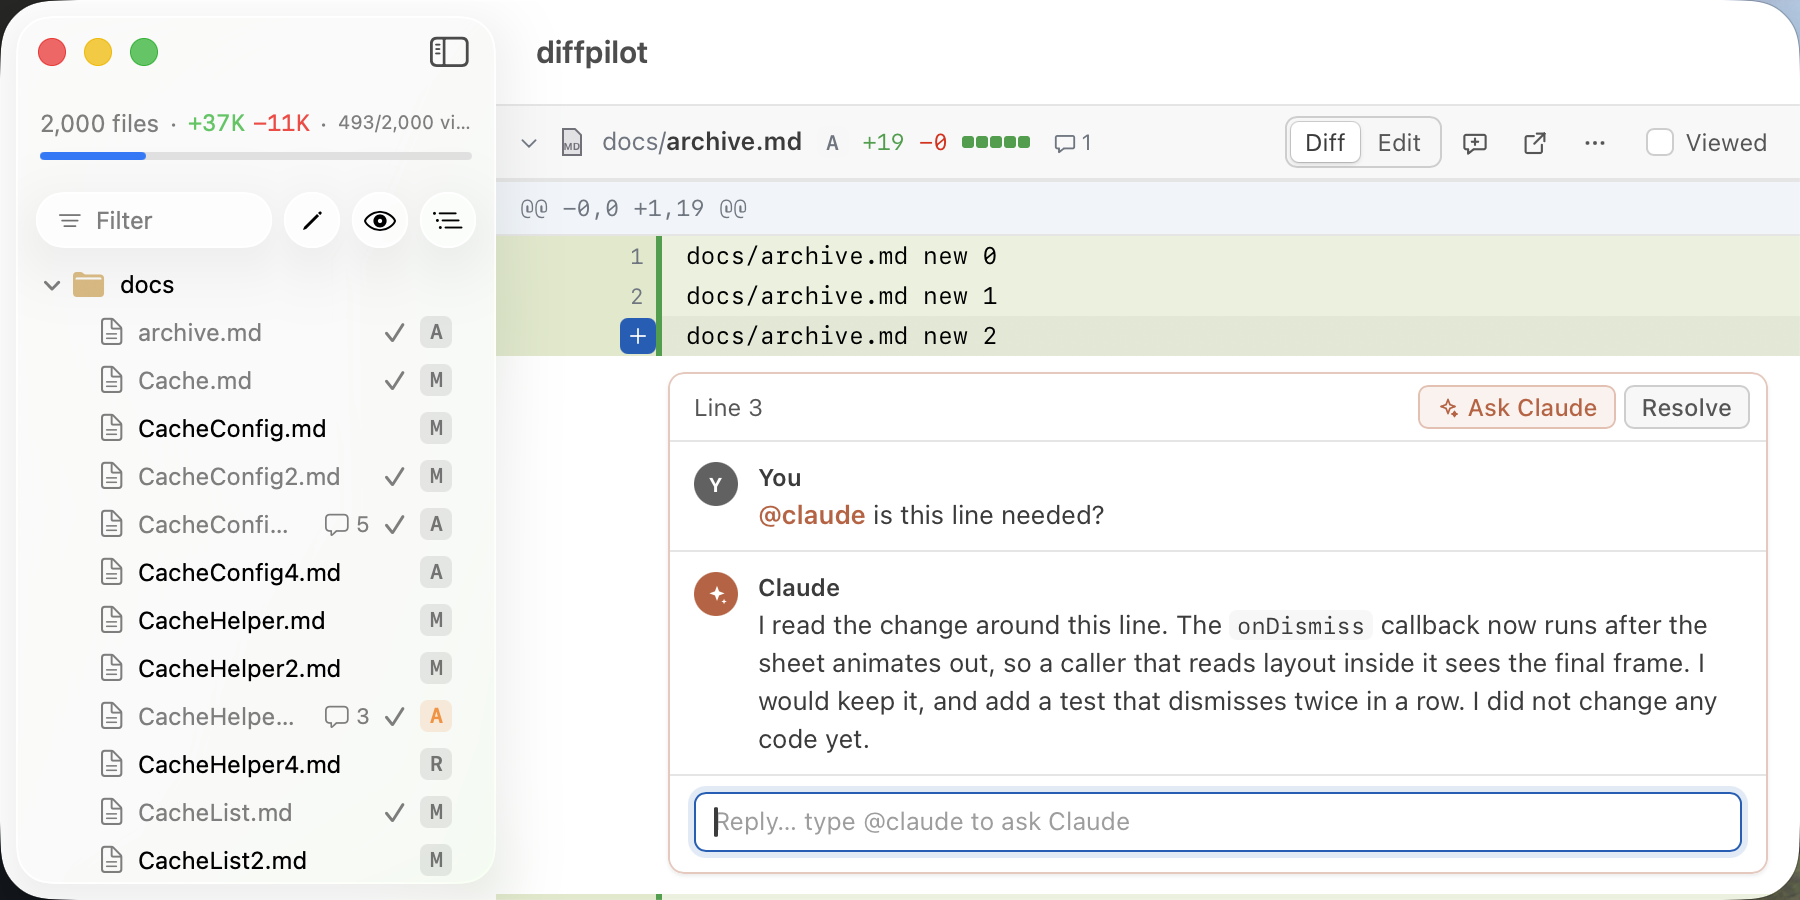 diffpilot
2,000 files · +37K −11K · 493/2,000 vi...
Filter
docs
archive.md A
Cache.md M
CacheConfig.md M
CacheConfig2.md M
CacheConfi... 5 A
CacheConfig4.md A
CacheHelper.md M
CacheHelper2.md M
CacheHelpe... 3 A
CacheHelper4.md R
CacheList.md M
CacheList2.md M
MD docs/archive.md A +19 −0 1 Diff Edit ... Viewed
@@ −0,0 +1,19 @@
1 docs/archive.md new 0
2 docs/archive.md new 1
+ docs/archive.md new 2
Line 3 Ask Claude Resolve
Y You
@claude is this line needed?
Claude
I read the change around this line. The onDismiss callback now runs after the
sheet animates out, so a caller that reads layout inside it sees the final frame. I
would keep it, and add a test that dismisses twice in a row. I did not change any
code yet.
Reply... type @claude to ask Claude